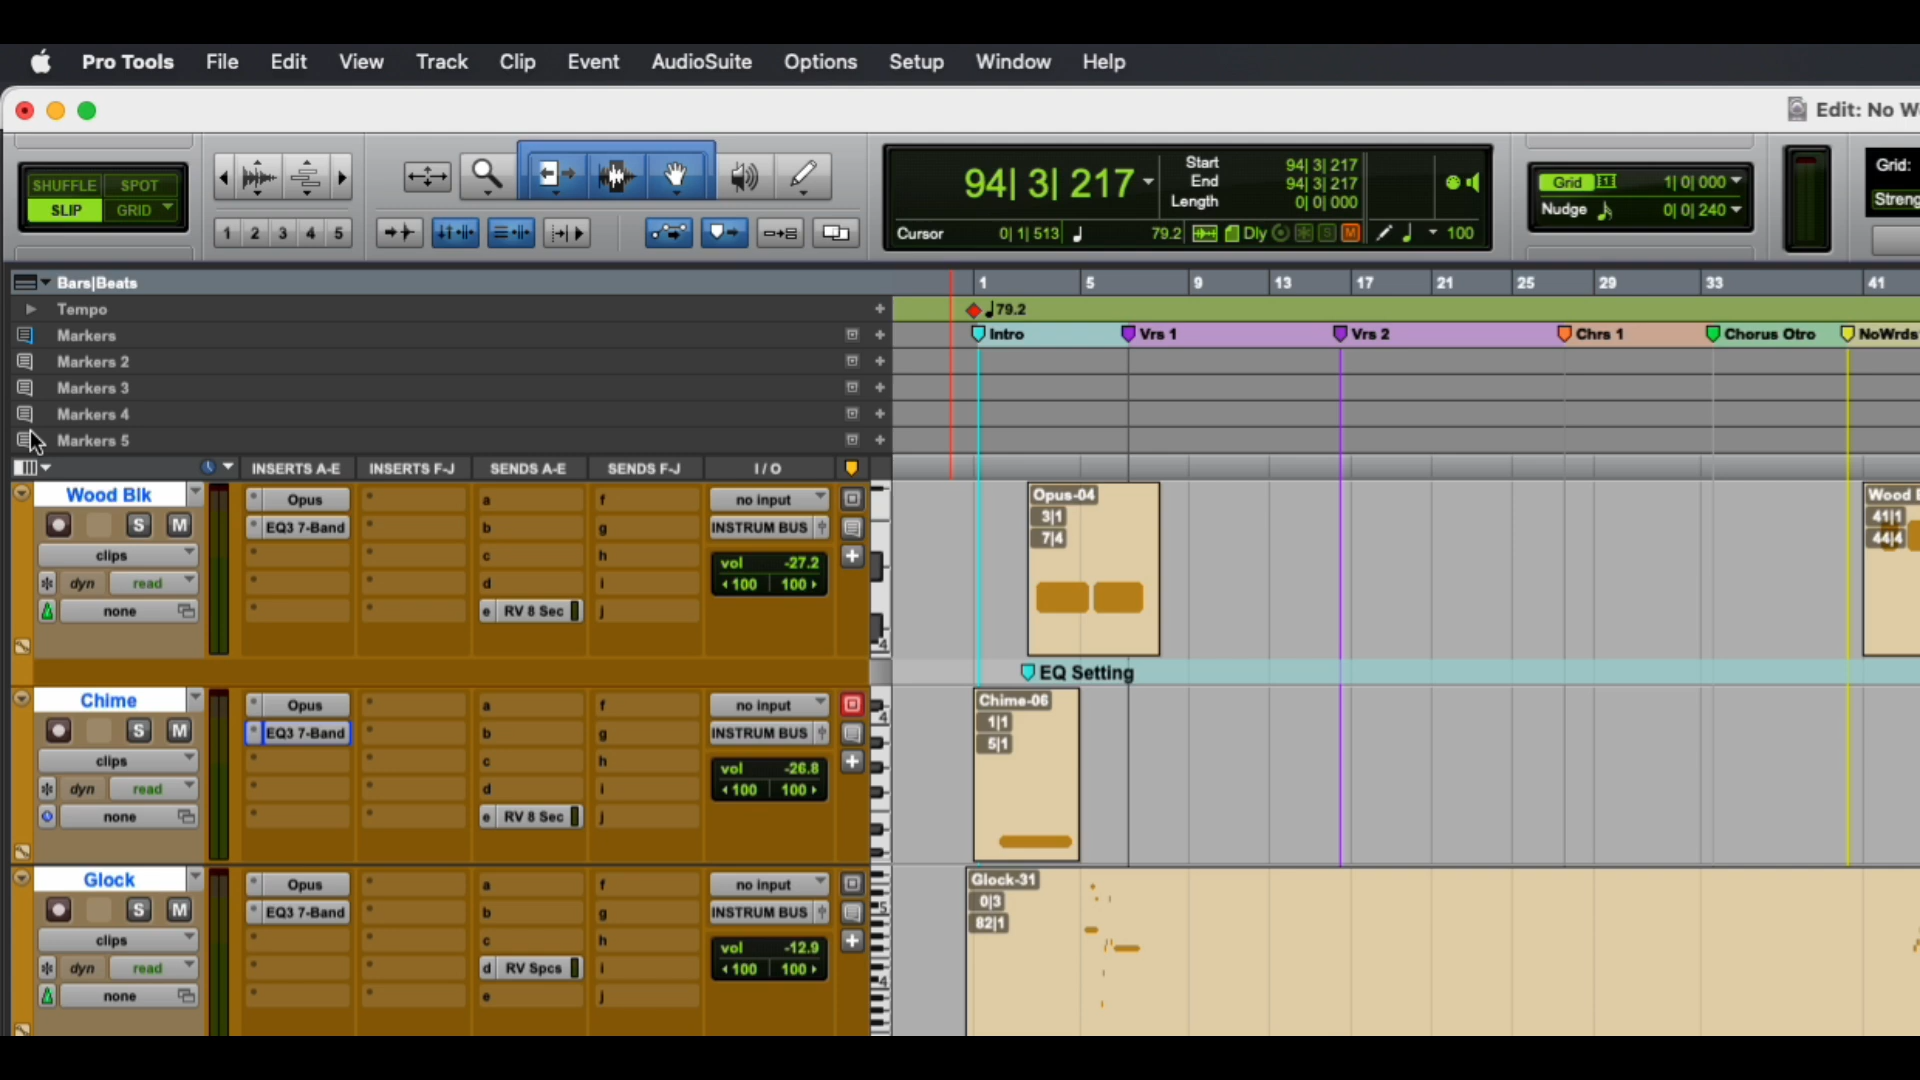 Pro Tools File Edit View Track Clip Event AudioSuite Options Setup Window Help
Edit: No W
SHUFFLE SPOT
SLIP GRID
1 2 3 4 5
94| 3| 217
Start 94| 3| 217
End 94| 3| 217
Length 0| 0| 000
Cursor 0| 1| 513 79.2 Dly S M 100
Grid 1| 0| 000
Nudge 0| 0| 240
Grid:
Streng
Bars|Beats 1 5 9 13 17 21 25 29 33 41
Tempo + 79.2
Markers + Intro Vrs 1 Vrs 2 Chrs 1 Chorus Otro NoWrds
Markers 2 +
Markers 3 +
Markers 4 +
Markers 5 +
INSERTS A-E INSERTS F-J SENDS A-E SENDS F-J I / O
Wood Blk Opus a f no input Opus-04 Wood B
S M EQ3 7-Band b g INSTRUM BUS 3|1 41|1
clips c h vol -27.2 + 7|4 44|4
dyn read d i 100 100
none e RV 8 Sec j
4
EQ Setting
Chime Opus a f no input Chime-06
S M EQ3 7-Band b g INSTRUM BUS 4 1|1
clips c h vol -26.8 + 5|1
dyn read d i 100 100
none e RV 8 Sec j
Glock Opus a f no input Glock-31
S M EQ3 7-Band b g INSTRUM BUS 5 0|3
clips c h vol -12.9 + 82|1
dyn read d RV Spcs i 100 100 4
none e j